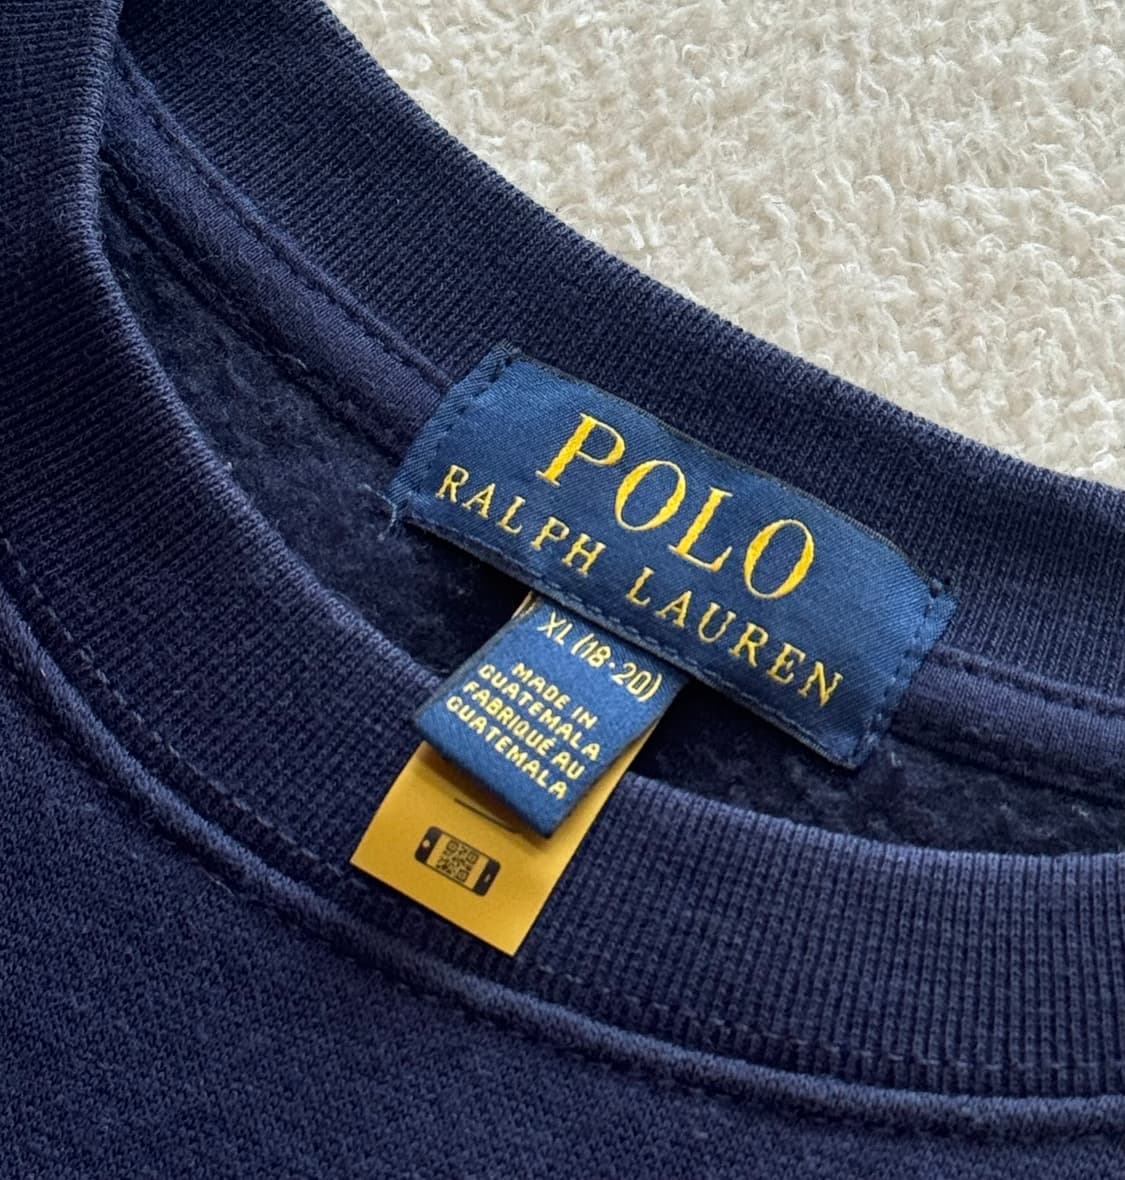 POLO
RALPH LAUREN
XL (18-20)
MADE IN
GUATEMALA
FABRIQUÉ AU
GUATEMALA